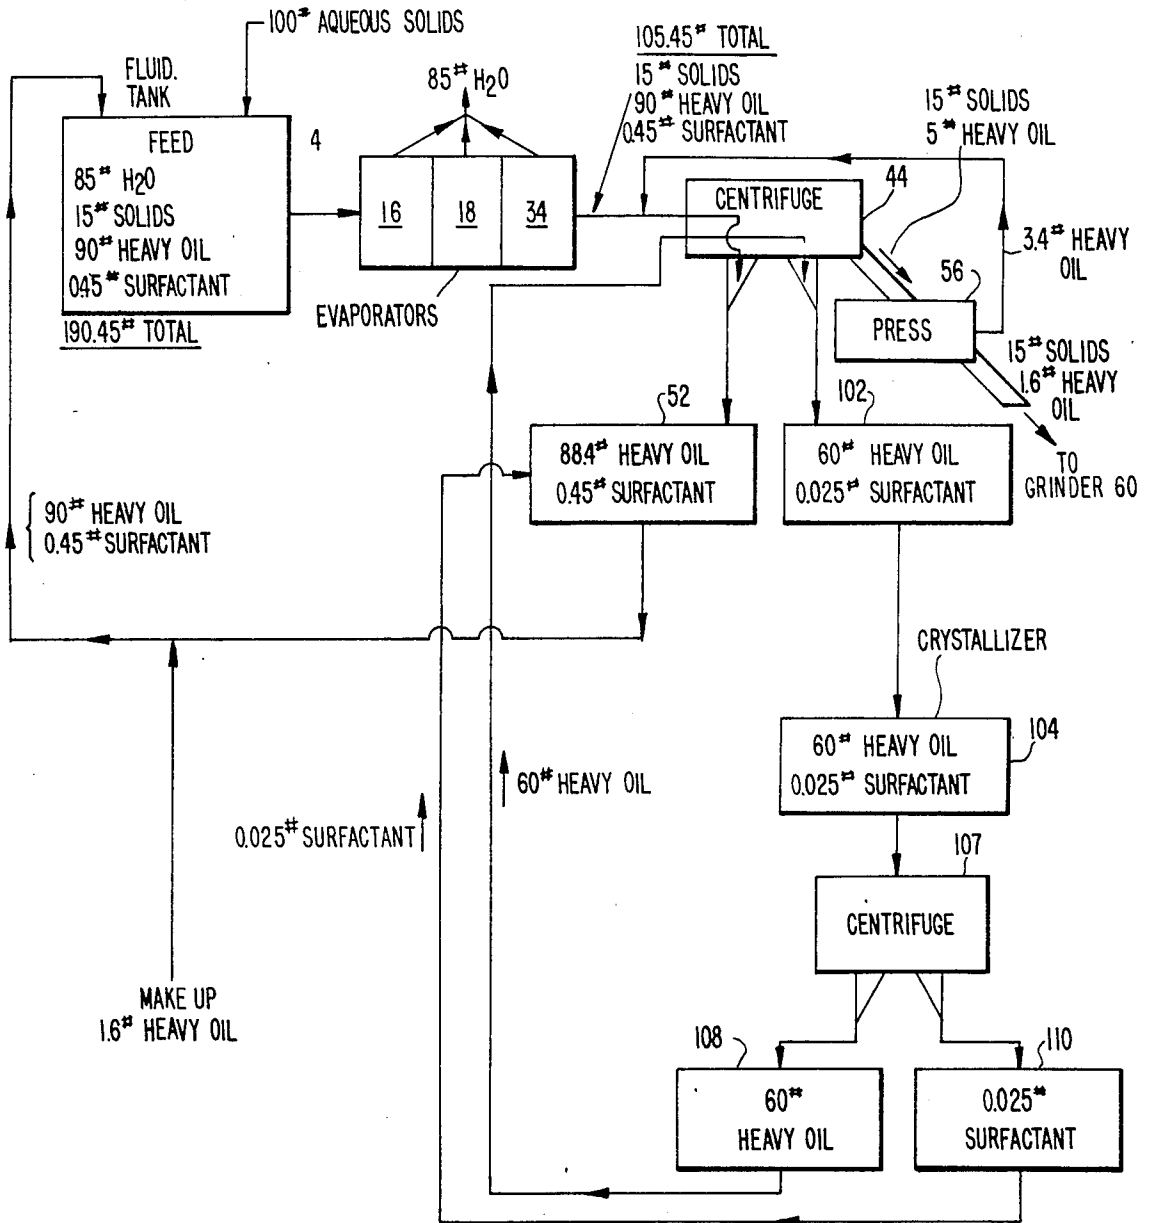 100# AQUEOUS SOLIDS
FLUID.
TANK
FEED
85# H2O
15# SOLIDS
90# HEAVY OIL
0.45# SURFACTANT
190.45# TOTAL
4
85# H2O
16
18
34
EVAPORATORS
105.45# TOTAL
15# SOLIDS
90# HEAVY OIL
0.45# SURFACTANT
CENTRIFUGE
44
15# SOLIDS
5# HEAVY OIL
3.4# HEAVY
OIL
56
PRESS
15# SOLIDS
1.6# HEAVY
OIL
TO
GRINDER 60
52
88.4# HEAVY OIL
0.45# SURFACTANT
102
60# HEAVY OIL
0.025# SURFACTANT
90# HEAVY OIL
0.45# SURFACTANT
CRYSTALLIZER
60# HEAVY OIL
0.025# SURFACTANT
104
60# HEAVY OIL
0.025# SURFACTANT
107
CENTRIFUGE
MAKE UP
1.6# HEAVY OIL
108
60#
HEAVY OIL
110
0.025#
SURFACTANT